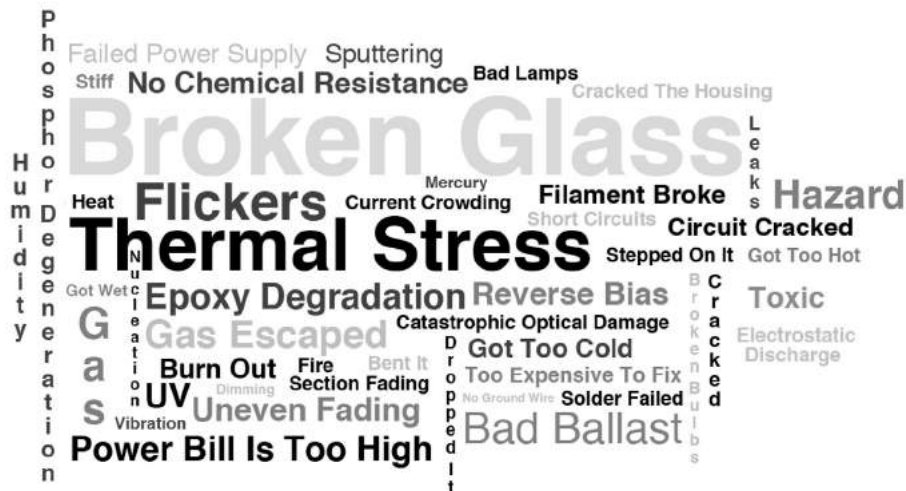 Phosphor Degeneration
Humidity
Failed Power Supply
Sputtering
Stiff
No Chemical Resistance
Bad Lamps
Cracked The Housing
Broken Glass
Leaks
Heat
Flickers
Mercury
Current Crowding
Filament Broke
Hazard
Short Circuits
Circuit Cracked
Thermal Stress
Stepped On It
Got Too Hot
Nucleation
Got Wet
Epoxy Degradation
Reverse Bias
Broken Bulbs
Cracked
Toxic
Gas
Gas Escaped
Catastrophic Optical Damage
Electrostatic
Discharge
Dropped It
Got Too Cold
Burn Out
Fire
Bent It
Section Fading
Too Expensive To Fix
UV
Dimming
No Ground Wire
Solder Failed
Uneven Fading
Vibration
Bad Ballast
Power Bill Is Too High